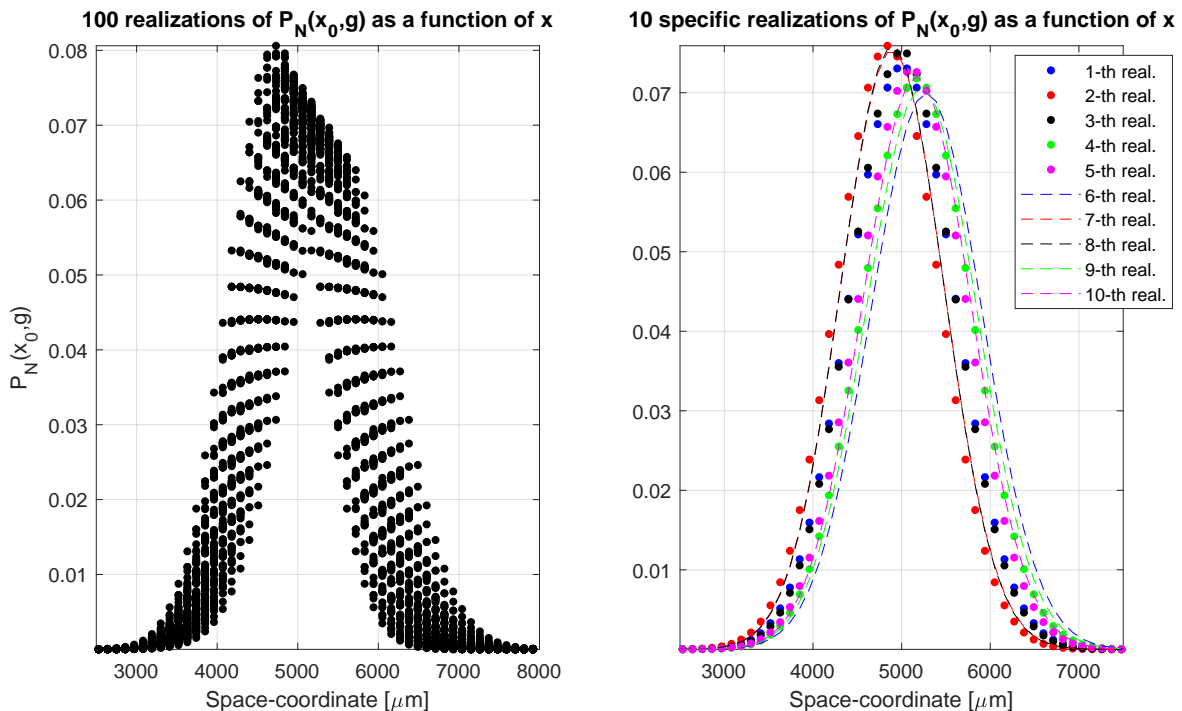 100 realizations of P_N(x_0,g) as a function of x
0.08
0.07
0.06
0.05
0.04
0.03
0.02
0.01
P_N(x_0,g)
4000 5000 6000 7000 8000
Space-coordinate [μm]
10 specific realizations of P_N(x_0,g) as a function of x
0.07
0.06
0.05
0.04
0.03
0.02
0.01
3000 4000 5000 6000 7000
Space-coordinate [μm]
1-th real.
2-th real.
3-th real.
4-th real.
5-th real.
6-th real.
7-th real.
8-th real.
9-th real.
10-th real.